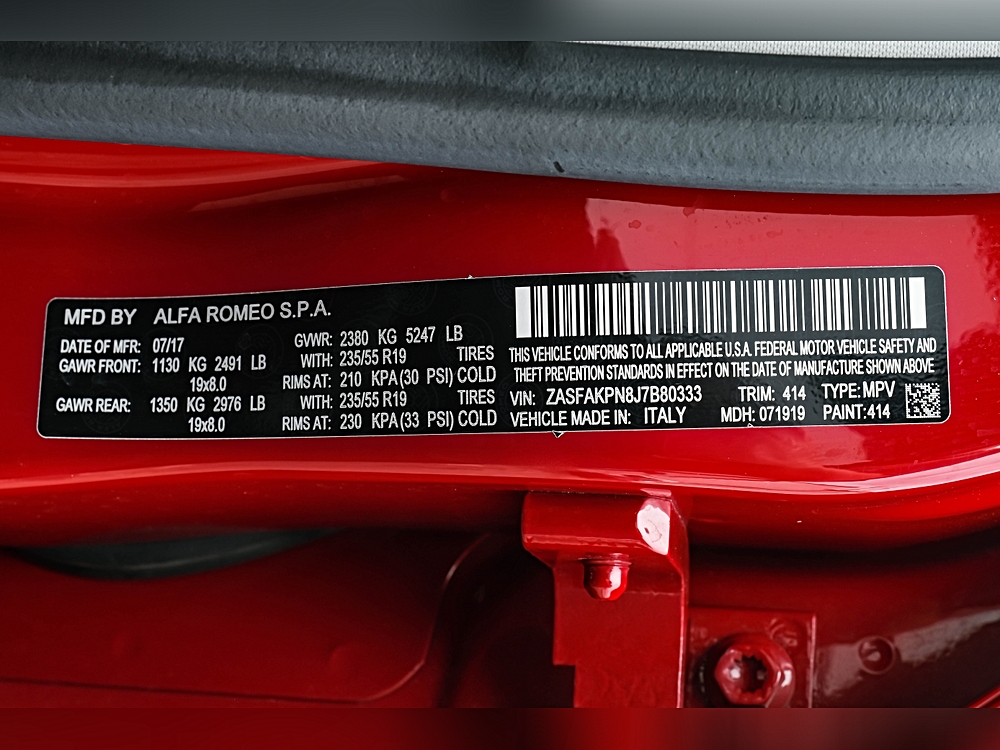 MFD BY ALFA ROMEO S.P.A.
DATE OF MFR: 07/17 GVWR: 2380 KG 5247 LB
GAWR FRONT: 1130 KG 2491 LB WITH: 235/55 R19 TIRES
19x8.0 RIMS AT: 210 KPA(30 PSI) COLD
GAWR REAR: 1350 KG 2976 LB WITH: 235/55 R19
19x8.0 RIMS AT: 230 KPA(33 PSI) COLD
THIS VEHICLE CONFORMS TO ALL APPLICABLE U.S.A. FEDERAL MOTOR VEHICLE SAFETY AND
THEFT PREVENTION STANDARDS IN EFFECT ON THE DATE OF MANUFACTURE SHOWN ABOVE
VIN: ZASFAKPN8J7B80333 TRIM: 414 TYPE: MPV
VEHICLE MADE IN: ITALY MDH: 071919 PAINT: 414